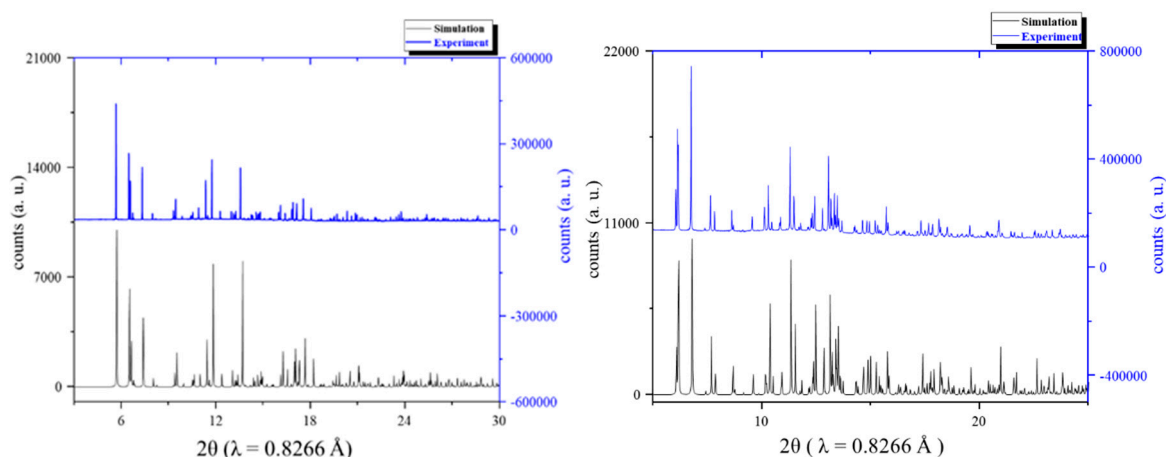 Simulation
Experiment
21000
14000
7000
0
600000
300000
0
-300000
-600000
counts (a. u.)
counts (a. u.)
6
12
18
24
30
2θ (λ = 0.8266 Å)
Simulation
Experiment
22000
11000
0
800000
400000
0
-400000
counts (a. u.)
counts (a. u.)
10
20
2θ ( λ = 0.8266 Å )